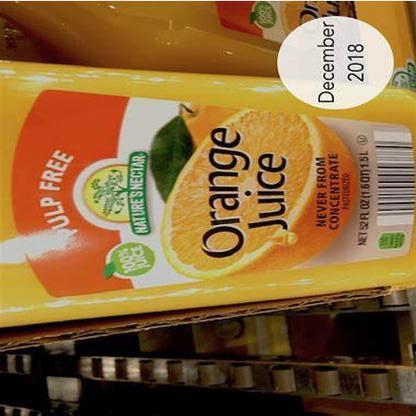 December
2018
PULP FREE
NATURE'S NECTAR
100%
JUICE
Orange
Juice
NEVER FROM
CONCENTRATE
PASTEURIZED
NET 52 FL OZ (1.6 QT) 1.5 L